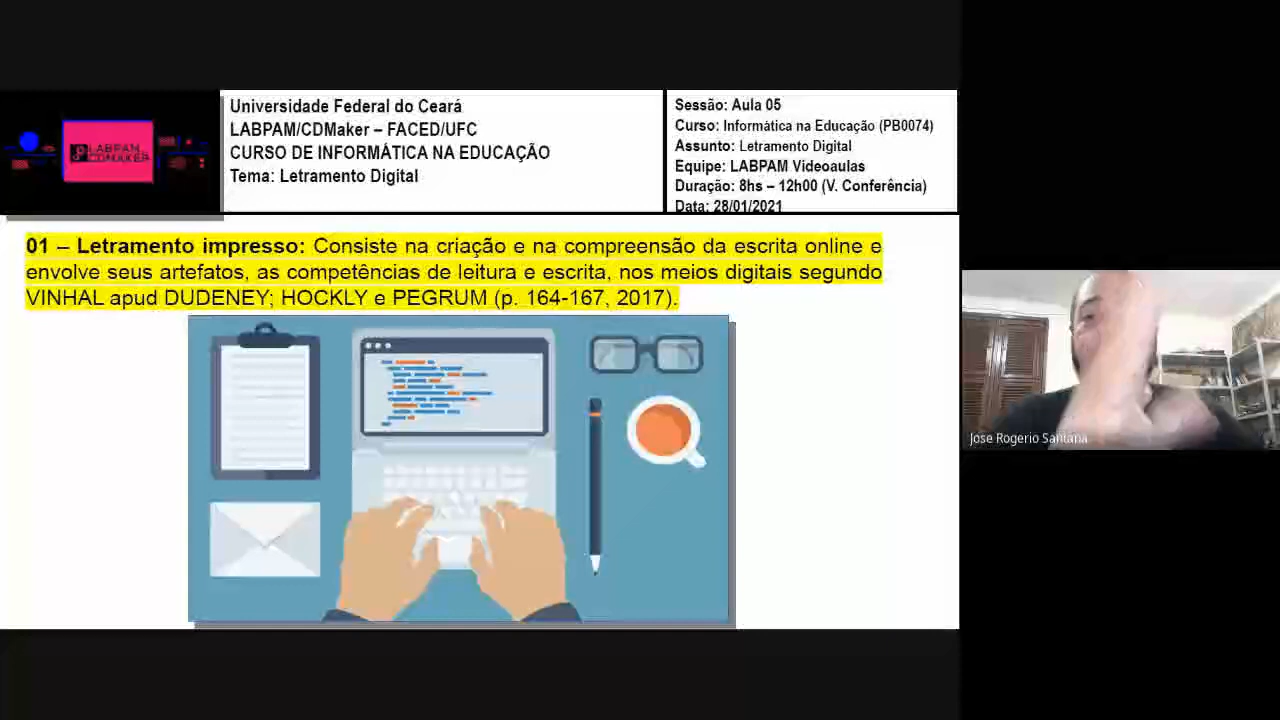 LABPAM
CDMAKER
Universidade Federal do Ceará
LABPAM/CDMaker – FACED/UFC
CURSO DE INFORMÁTICA NA EDUCAÇÃO
Tema: Letramento Digital
Sessão: Aula 05
Curso: Informática na Educação (PB0074)
Assunto: Letramento Digital
Equipe: LABPAM Videoaulas
Duração: 8hs – 12h00 (V. Conferência)
Data: 28/01/2021
01 – Letramento impresso: Consiste na criação e na compreensão da escrita online e
envolve seus artefatos, as competências de leitura e escrita, nos meios digitais segundo
VINHAL apud DUDENEY; HOCKLY e PEGRUM (p. 164-167, 2017).
Jose Rogerio Santana